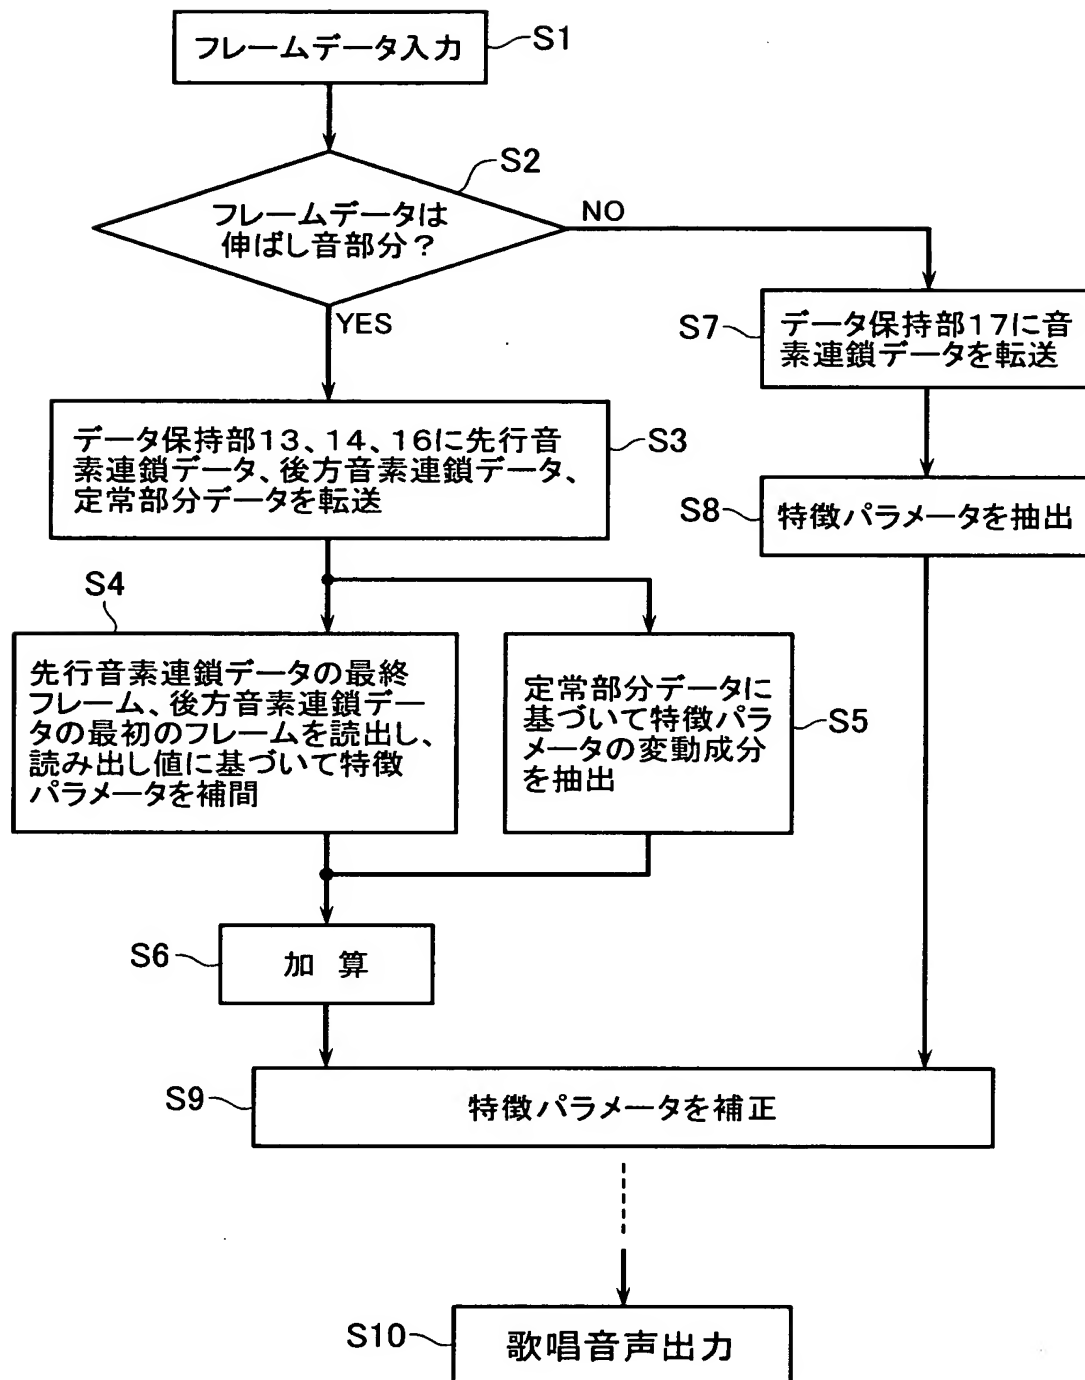 フレームデータ入力
S1
S2
フレームデータは
伸ばし音部分？
NO
YES
S7
データ保持部17に音
素連鎖データを転送
データ保持部13、14、16に先行音
素連鎖データ、後方音素連鎖データ、
定常部分データを転送
S3
S8
特徴パラメータを抽出
S4
先行音素連鎖データの最終
フレーム、後方音素連鎖デー
タの最初のフレームを読出し、
読み出し値に基づいて特徴
パラメータを補間
定常部分データに
基づいて特徴パラ
メータの変動成分
を抽出
S5
S6
加 算
S9
特徴パラメータを補正
S10
歌唱音声出力